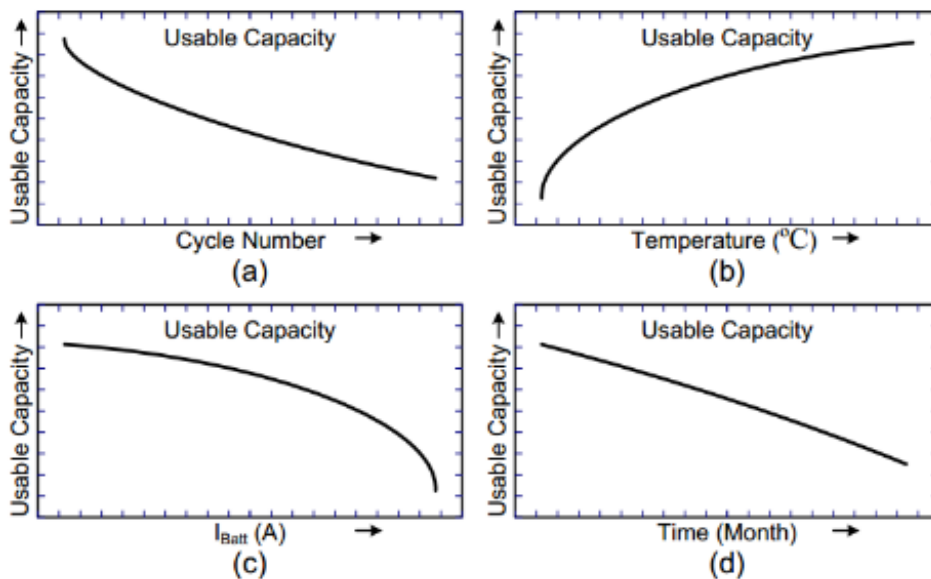 Usable Capacity
Usable Capacity →
Cycle Number →
(a)
Usable Capacity
Usable Capacity →
Temperature (℃) →
(b)
Usable Capacity
Usable Capacity →
I_Batt (A) →
(c)
Usable Capacity
Usable Capacity →
Time (Month) →
(d)